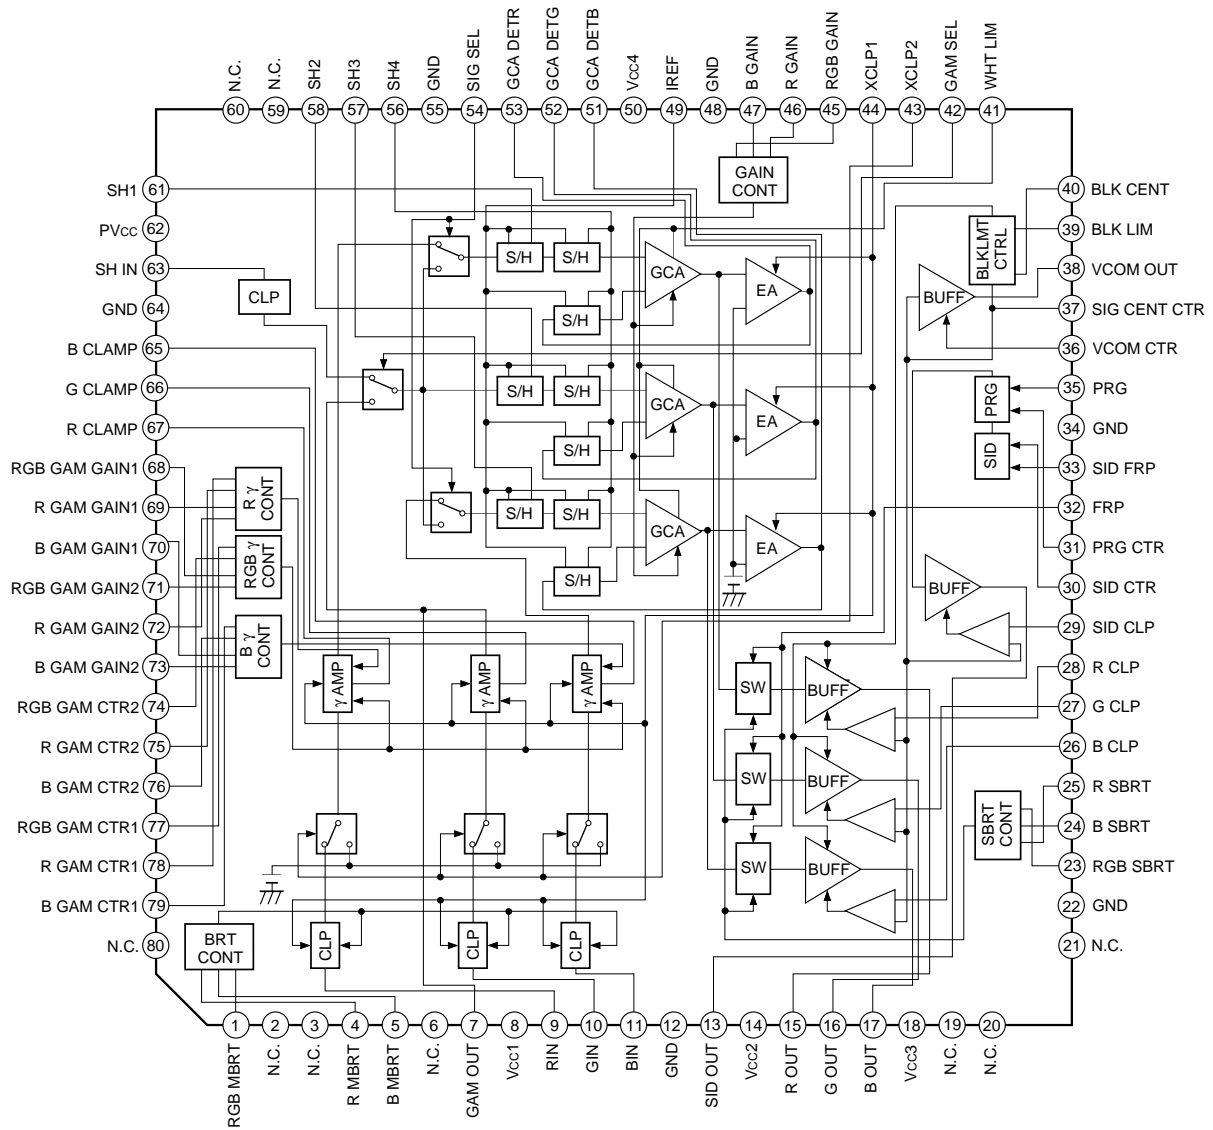 N.C.
N.C.
SH2
SH3
SH4
GND
SIG SEL
GCA DETR
GCA DETG
GCA DETB
Vcc4
IREF
GND
B GAIN
R GAIN
RGB GAIN
XCLP1
XCLP2
GAM SEL
WHT LIM
60
59
58
57
56
55
54
53
52
51
50
49
48
47
46
45
44
43
42
41
SH1 61
PVcc 62
SH IN 63
GND 64
B CLAMP 65
G CLAMP 66
R CLAMP 67
RGB GAM GAIN1 68
R GAM GAIN1 69
B GAM GAIN1 70
RGB GAM GAIN2 71
R GAM GAIN2 72
B GAM GAIN2 73
RGB GAM CTR2 74
R GAM CTR2 75
B GAM CTR2 76
RGB GAM CTR1 77
R GAM CTR1 78
B GAM CTR1 79
N.C. 80
40 BLK CENT
39 BLK LIM
38 VCOM OUT
37 SIG CENT CTR
36 VCOM CTR
35 PRG
34 GND
33 SID FRP
32 FRP
31 PRG CTR
30 SID CTR
29 SID CLP
28 R CLP
27 G CLP
26 B CLP
25 R SBRT
24 B SBRT
23 RGB SBRT
22 GND
21 N.C.
GAIN
CONT
CLP
S/H
S/H
S/H
GCA
EA
S/H
S/H
S/H
GCA
EA
S/H
S/H
S/H
GCA
EA
BLKLMT
CTRL
BUFF
PRG
SID
BUFF
R γ
CONT
RGB γ
CONT
B γ
CONT
γ AMP
γ AMP
γ AMP
SW
BUFF
SW
BUFF
SW
BUFF
SBRT
CONT
BRT
CONT
CLP
CLP
CLP
1
2
3
4
5
6
7
8
9
10
11
12
13
14
15
16
17
18
19
20
RGB MBRT
N.C.
N.C.
R MBRT
B MBRT
N.C.
GAM OUT
Vcc1
RIN
GIN
BIN
GND
SID OUT
Vcc2
R OUT
G OUT
B OUT
Vcc3
N.C.
N.C.